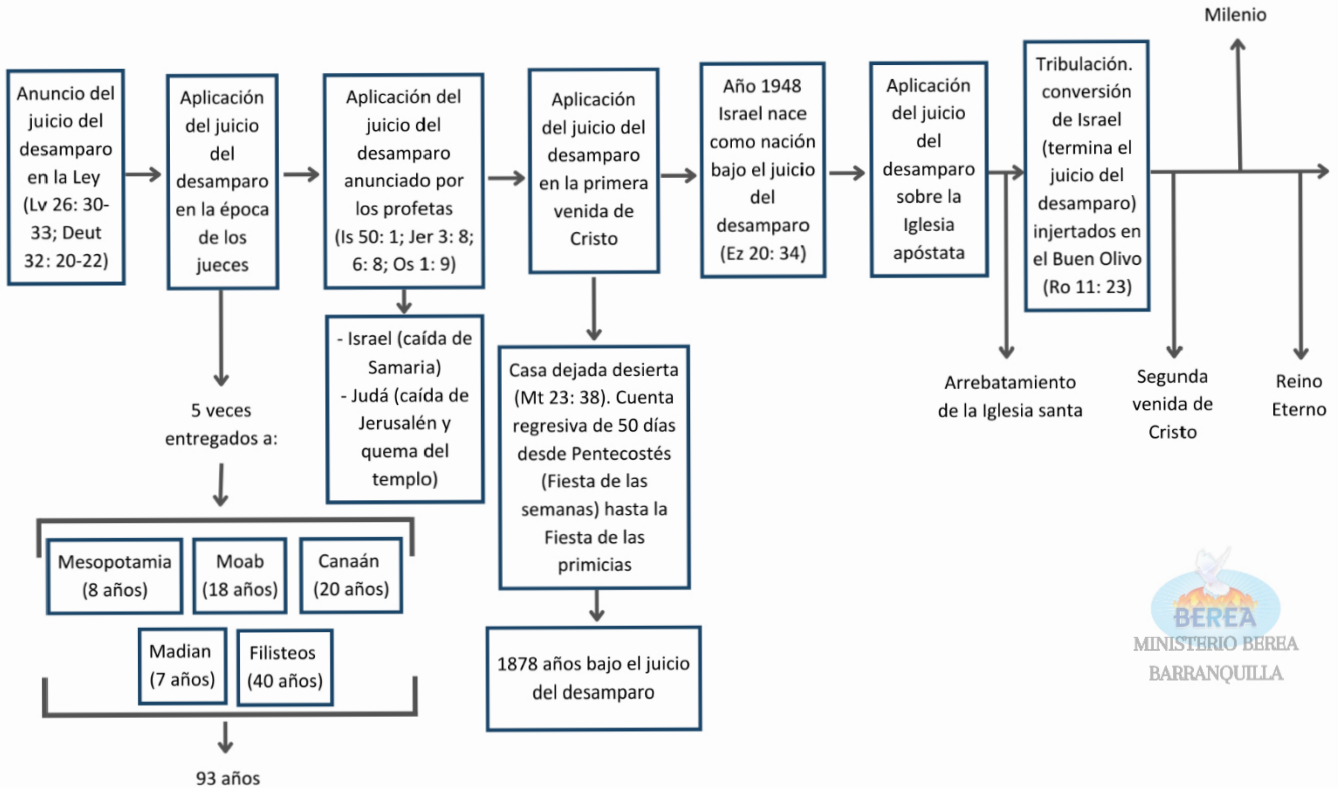 Anuncio del
juicio del
desamparo
en la Ley
(Lv 26: 30-
33; Deut
32: 20-22)
Aplicación
del juicio
del
desamparo
en la época
de los
jueces
Aplicación del
juicio del
desamparo
anunciado por
los profetas
(Is 50: 1; Jer 3: 8;
6: 8; Os 1: 9)
Aplicación
del juicio del
desamparo
en la primera
venida de
Cristo
Año 1948
Israel nace
como nación
bajo el juicio
del
desamparo
(Ez 20: 34)
Aplicación
del juicio
del
desamparo
sobre la
Iglesia
apóstata
Tribulación.
conversión
de Israel
(termina el
juicio del
desamparo)
injertados en
el Buen Olivo
(Ro 11: 23)
Milenio
Arrebatamiento
de la Iglesia santa
Segunda
venida de
Cristo
Reino
Eterno
5 veces
entregados a:
- Israel (caída de
Samaria)
- Judá (caída de
Jerusalén y
quema del
templo)
Casa dejada desierta
(Mt 23: 38). Cuenta
regresiva de 50 días
desde Pentecostés
(Fiesta de las
semanas) hasta la
Fiesta de las
primicias
Mesopotamia
(8 años)
Moab
(18 años)
Canaán
(20 años)
Madian
(7 años)
Filisteos
(40 años)
93 años
1878 años bajo el juicio
del desamparo
BEREA
MINISTERIO BEREA
BARRANQUILLA